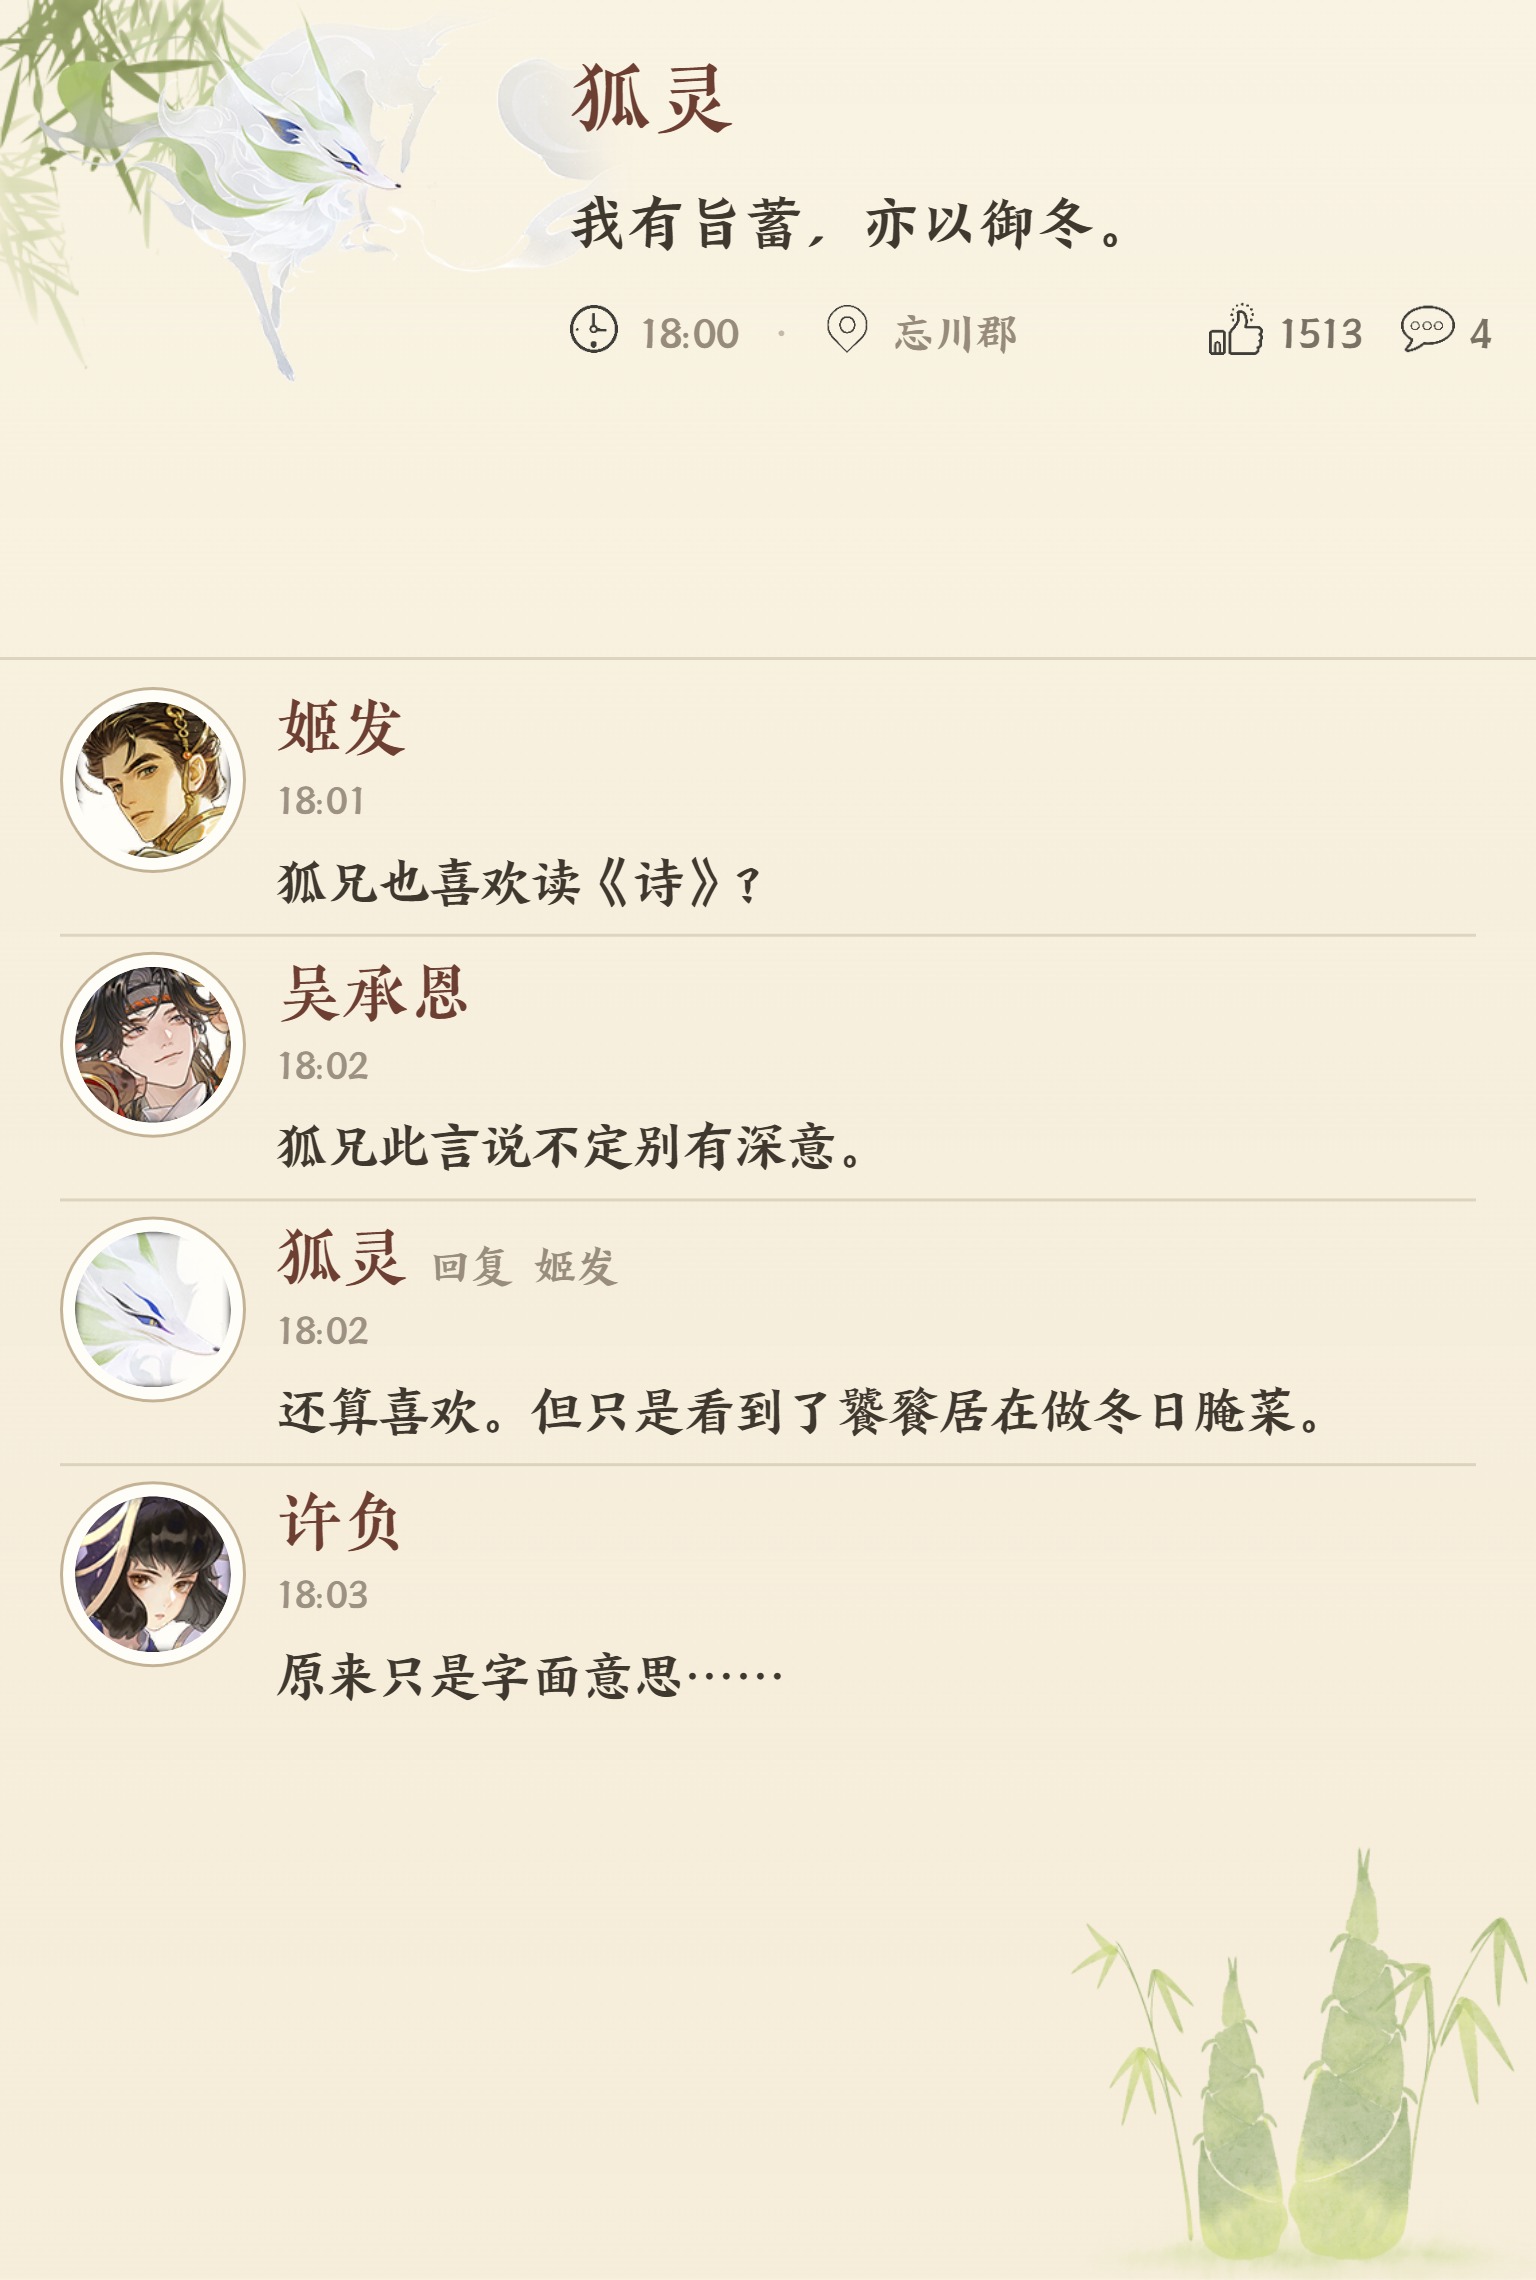 狐灵
我有旨蓄，亦以御冬。
18:00 · 忘川郡 1513 4
姬发
18:01
狐兄也喜欢读《诗》？
吴承恩
18:02
狐兄此言说不定别有深意。
狐灵 回复 姬发
18:02
还算喜欢。但只是看到了饕餮居在做冬日腌菜。
许负
18:03
原来只是字面意思……